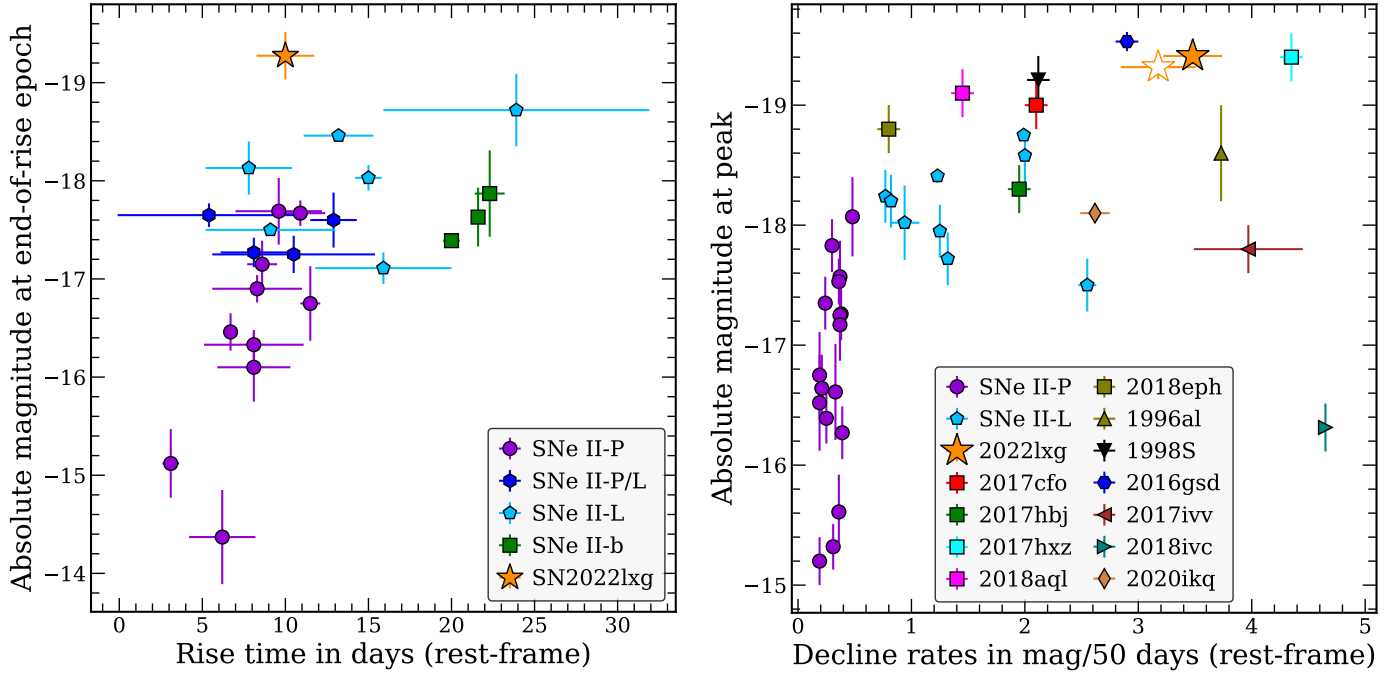 Absolute magnitude at end-of-rise epoch
−19
−18
−17
−16
−15
−14
0 5 10 15 20 25 30
Rise time in days (rest-frame)
SNe II-P
SNe II-P/L
SNe II-L
SNe II-b
SN2022lxg
Absolute magnitude at peak
−19
−18
−17
−16
−15
0 1 2 3 4 5
Decline rates in mag/50 days (rest-frame)
SNe II-P
SNe II-L
2022lxg
2017cfo
2017hbj
2017hxz
2018aql
2018eph
1996al
1998S
2016gsd
2017ivv
2018ivc
2020ikq